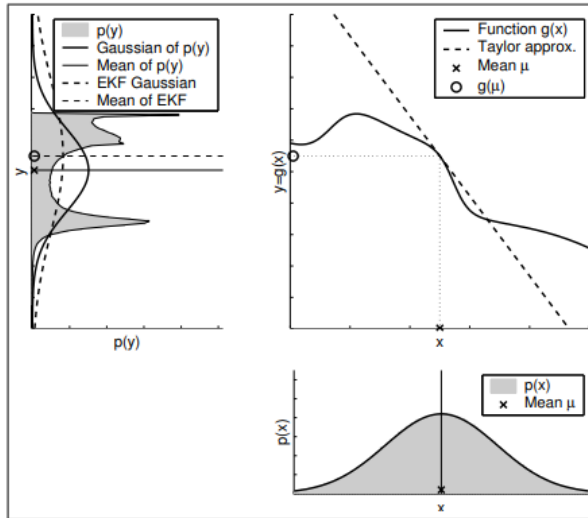 p(y)
Gaussian of p(y)
Mean of p(y)
EKF Gaussian
Mean of EKF
y
p(y)
Function g(x)
Taylor approx.
Mean μ
g(μ)
y=g(x)
x
p(x)
Mean μ
p(x)
x